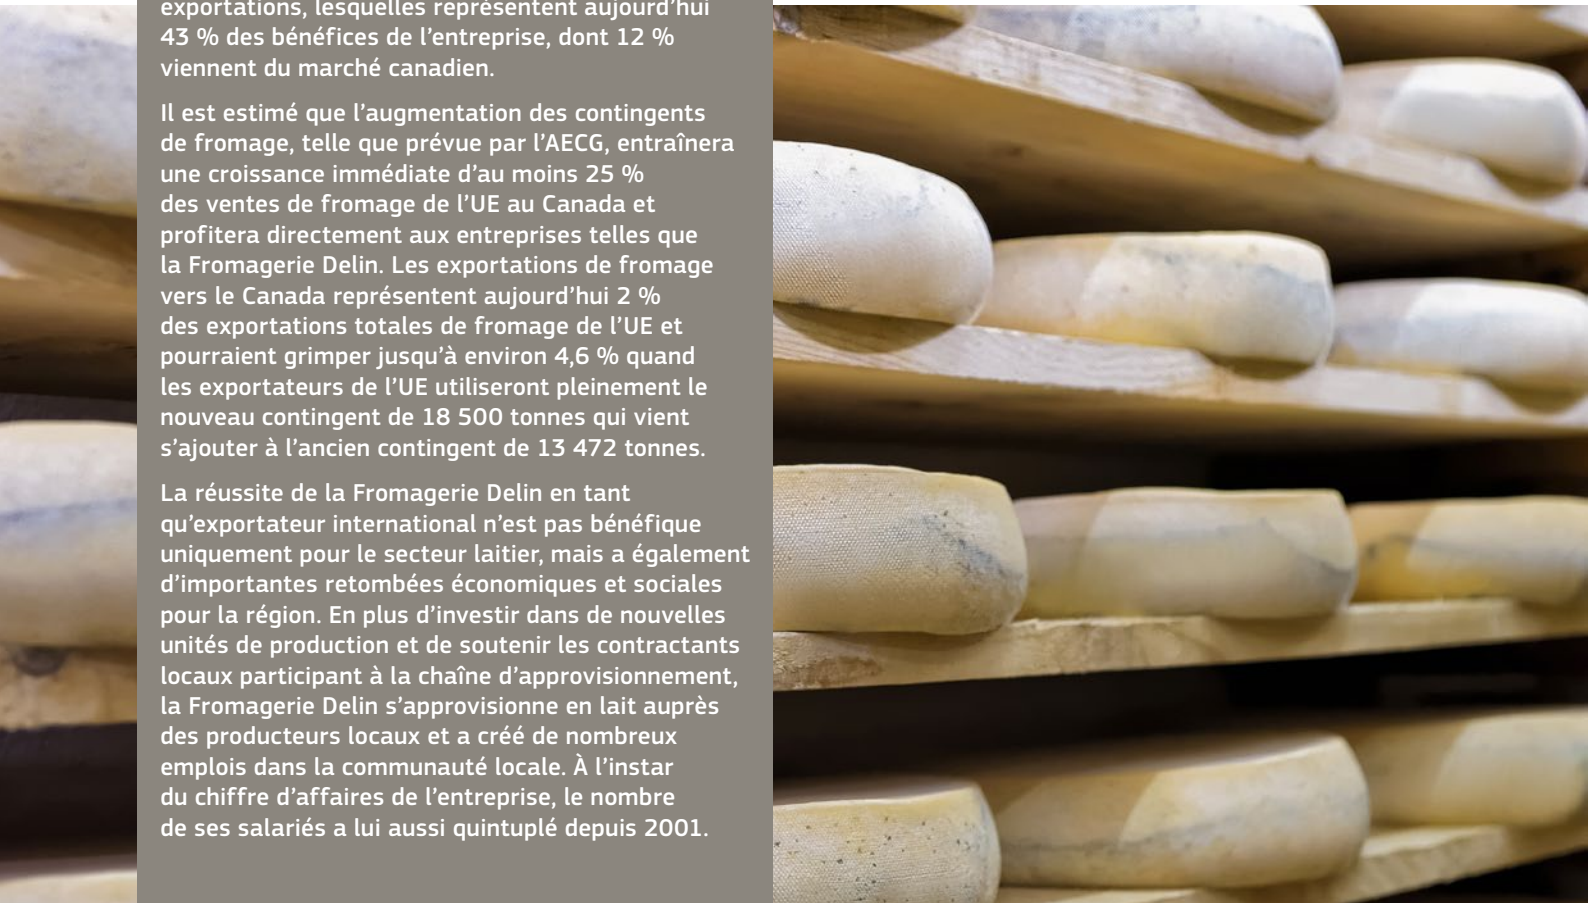 exportations, lesquelles représentent aujourd’hui
43 % des bénéfices de l’entreprise, dont 12 %
viennent du marché canadien.
Il est estimé que l’augmentation des contingents
de fromage, telle que prévue par l’AECG, entraînera
une croissance immédiate d’au moins 25 %
des ventes de fromage de l’UE au Canada et
profitera directement aux entreprises telles que
la Fromagerie Delin. Les exportations de fromage
vers le Canada représentent aujourd’hui 2 %
des exportations totales de fromage de l’UE et
pourraient grimper jusqu’à environ 4,6 % quand
les exportateurs de l’UE utiliseront pleinement le
nouveau contingent de 18 500 tonnes qui vient
s’ajouter à l’ancien contingent de 13 472 tonnes.
La réussite de la Fromagerie Delin en tant
qu’exportateur international n’est pas bénéfique
uniquement pour le secteur laitier, mais a également
d’importantes retombées économiques et sociales
pour la région. En plus d’investir dans de nouvelles
unités de production et de soutenir les contractants
locaux participant à la chaîne d’approvisionnement,
la Fromagerie Delin s’approvisionne en lait auprès
des producteurs locaux et a créé de nombreux
emplois dans la communauté locale. À l’instar
du chiffre d’affaires de l’entreprise, le nombre
de ses salariés a lui aussi quintuplé depuis 2001.